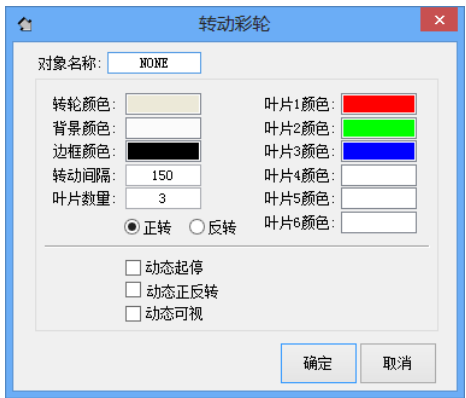 转动彩轮
对象名称: NONE
转轮颜色: 叶片1颜色:
背景颜色: 叶片2颜色:
边框颜色: 叶片3颜色:
转动间隔: 150 叶片4颜色:
叶片数量: 3 叶片5颜色:
正转 反转 叶片6颜色:
动态起停
动态正反转
动态可视
确定 取消